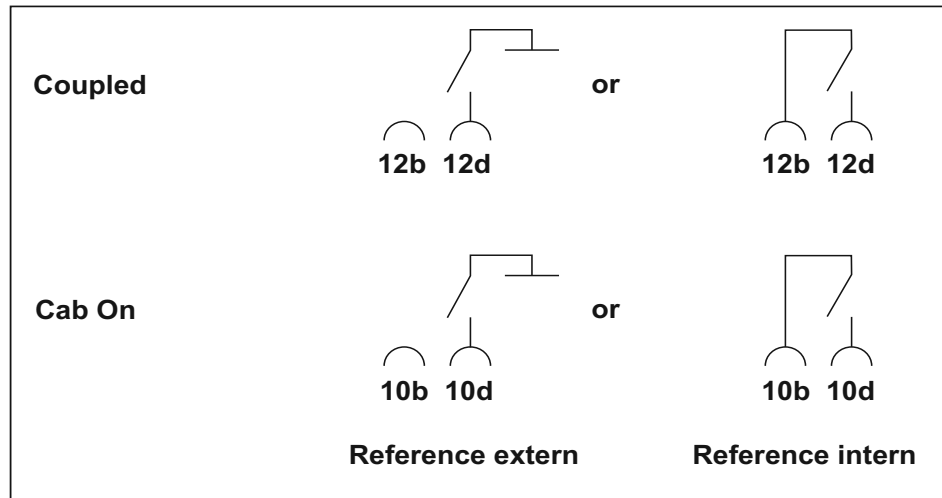 Coupled or
12b 12d 12b 12d
Cab On or
10b 10d 10b 10d
Reference extern Reference intern